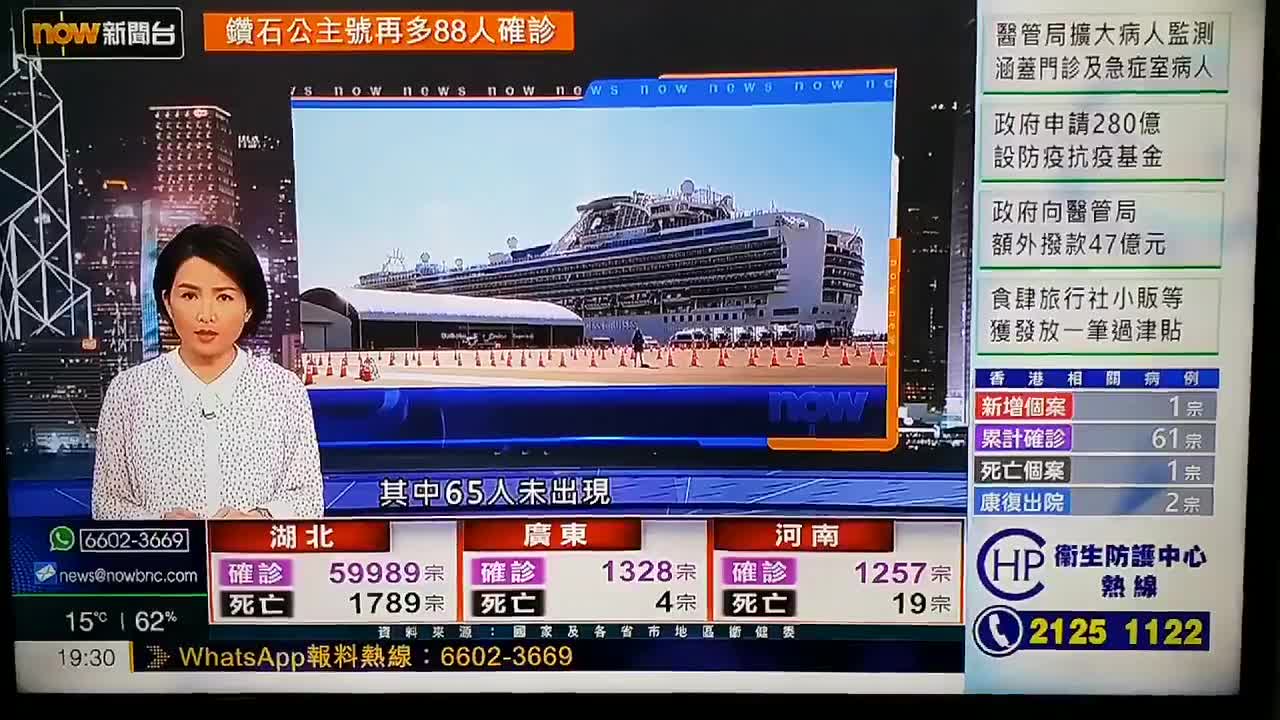 now新聞台
鑽石公主號再多88人確診
now news now now news now
其中65人未出現
醫管局擴大病人監測
涵蓋門診及急症室病人
政府申請280億
設防疫抗疫基金
政府向醫管局
額外撥款47億元
食肆旅行社小販等
獲發放一筆過津貼
香港相關病例
新增個案 1宗
累計確診 61宗
死亡個案 1宗
康復出院 2宗
CHP 衞生防護中心
熱線
2125 1122
6602-3669
news@nowbnc.com
15℃ | 62%
湖北
確診 59989宗
死亡 1789宗
廣東
確診 1328宗
死亡 4宗
河南
確診 1257宗
死亡 19宗
資料來源：國家及各省市地區衞健委
19:30
WhatsApp報料熱線：6602-3669